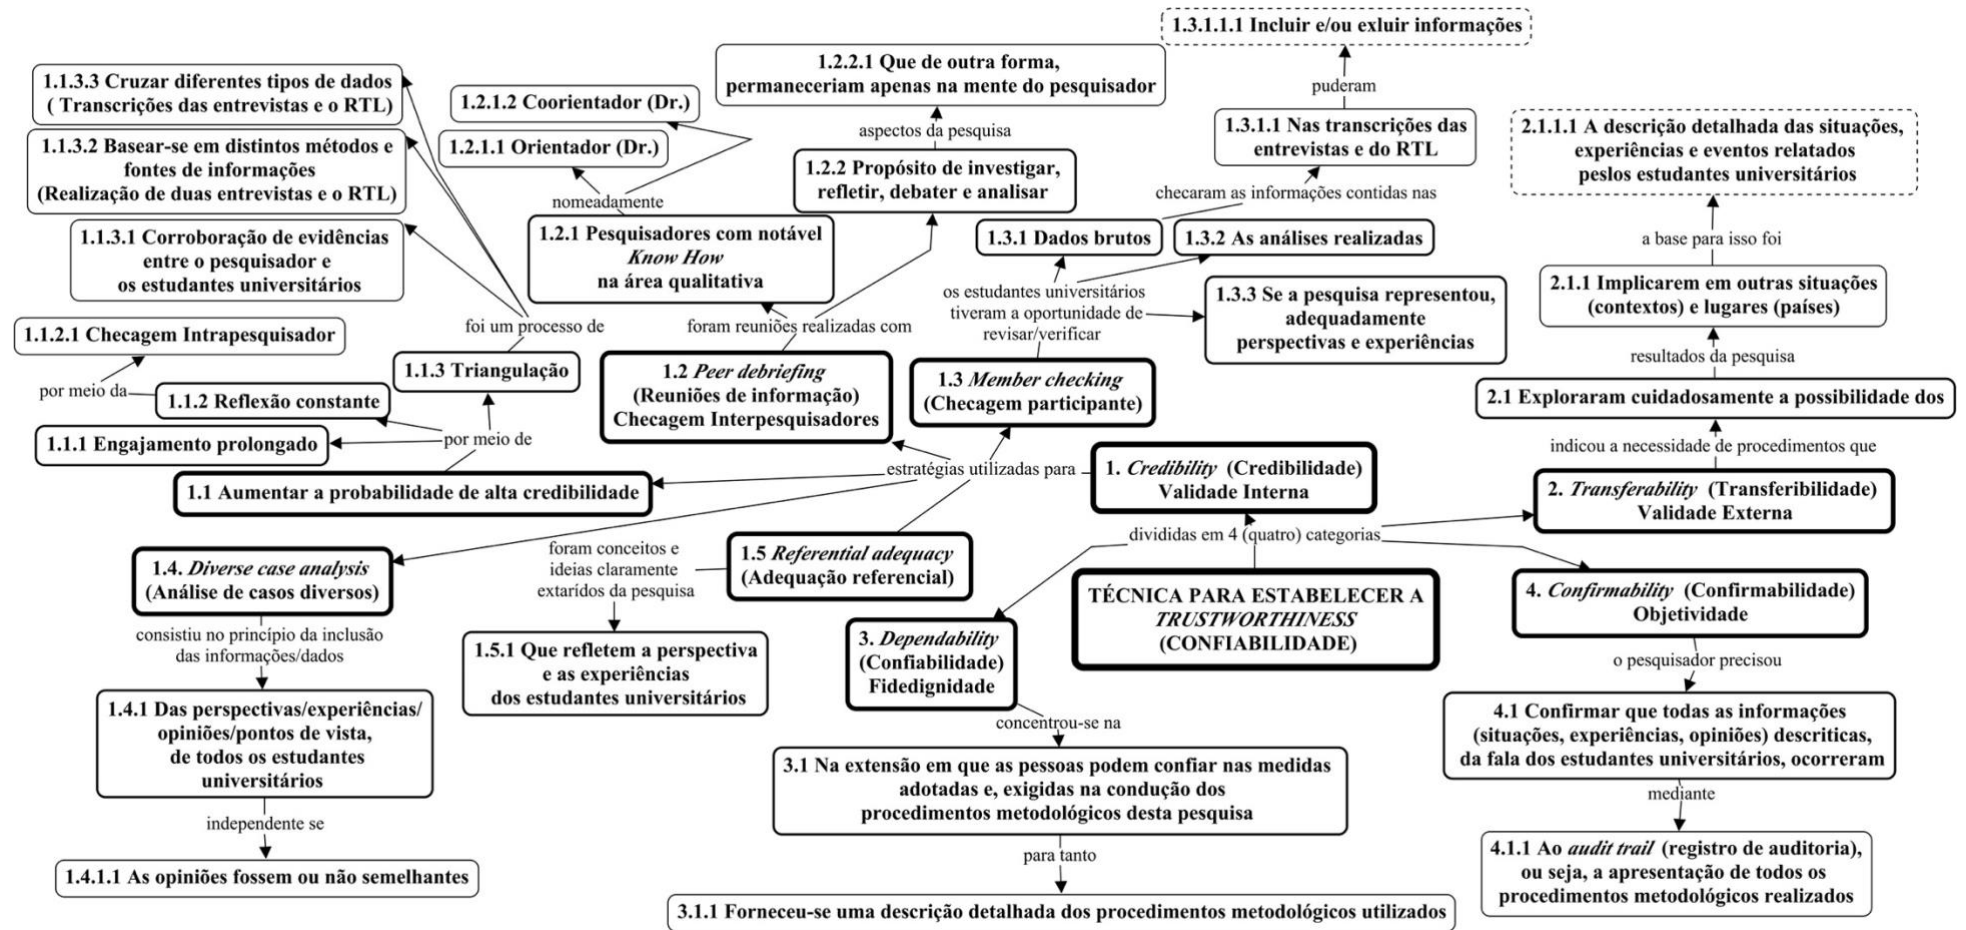 1.3.1.1.1 Incluir e/ou exluir informações
puderam
1.2.2.1 Que de outra forma,
permaneceriam apenas na mente do pesquisador
aspectos da pesquisa
1.1.3.3 Cruzar diferentes tipos de dados
( Transcrições das entrevistas e o RTL)
1.2.1.2 Coorientador (Dr.)
1.2.1.1 Orientador (Dr.)
nomeadamente
1.1.3.2 Basear-se em distintos métodos e
fontes de informações
(Realização de duas entrevistas e o RTL)
1.2.2 Propósito de investigar,
refletir, debater e analisar
1.3.1.1 Nas transcrições das
entrevistas e do RTL
checaram as informações contidas nas
2.1.1.1 A descrição detalhada das situações,
experiências e eventos relatados
peslos estudantes universitários
a base para isso foi
1.1.3.1 Corroboração de evidências
entre o pesquisador e
os estudantes universitários
1.2.1 Pesquisadores com notável
Know How
na área qualitativa
1.3.1 Dados brutos
1.3.2 As análises realizadas
os estudantes universitários
tiveram a oportunidade de
revisar/verificar
1.3.3 Se a pesquisa representou,
adequadamente
perspectivas e experiências
2.1.1 Implicarem em outras situações
(contextos) e lugares (países)
resultados da pesquisa
1.1.2.1 Checagem Intrapesquisador
foi um processo de
foram reuniões realizadas com
por meio da
1.1.3 Triangulação
1.2 Peer debriefing
(Reuniões de informação)
Checagem Interpesquisadores
1.3 Member checking
(Checagem participante)
1.1.2 Reflexão constante
1.1.1 Engajamento prolongado
por meio de
2.1 Exploraram cuidadosamente a possibilidade dos
indicou a necessidade de procedimentos que
1.1 Aumentar a probabilidade de alta credibilidade
estratégias utilizadas para
1. Credibility (Credibilidade)
Validade Interna
2. Transferability (Transferibilidade)
Validade Externa
divididas em 4 (quatro) categorias
1.4. Diverse case analysis
(Análise de casos diversos)
foram conceitos e
ideias claramente
extarídos da pesquisa
1.5 Referential adequacy
(Adequação referencial)
TÉCNICA PARA ESTABELECER A
TRUSTWORTHINESS
(CONFIABILIDADE)
4. Confirmability (Confirmabilidade)
Objetividade
consistiu no princípio da inclusão
das informações/dados
1.5.1 Que refletem a perspectiva
e as experiências
dos estudantes universitários
3. Dependability
(Confiabilidade)
Fidedignidade
o pesquisador precisou
concentrou-se na
1.4.1 Das perspectivas/experiências/
opiniões/pontos de vista,
de todos os estudantes
universitários
3.1 Na extensão em que as pessoas podem confiar nas medidas
adotadas e, exigidas na condução dos
procedimentos metodológicos desta pesquisa
4.1 Confirmar que todas as informações
(situações, experiências, opiniões) descriticas,
da fala dos estudantes universitários, ocorreram
mediante
independente se
para tanto
1.4.1.1 As opiniões fossem ou não semelhantes
3.1.1 Forneceu-se uma descrição detalhada dos procedimentos metodológicos utilizados
4.1.1 Ao audit trail (registro de auditoria),
ou seja, a apresentação de todos os
procedimentos metodológicos realizados